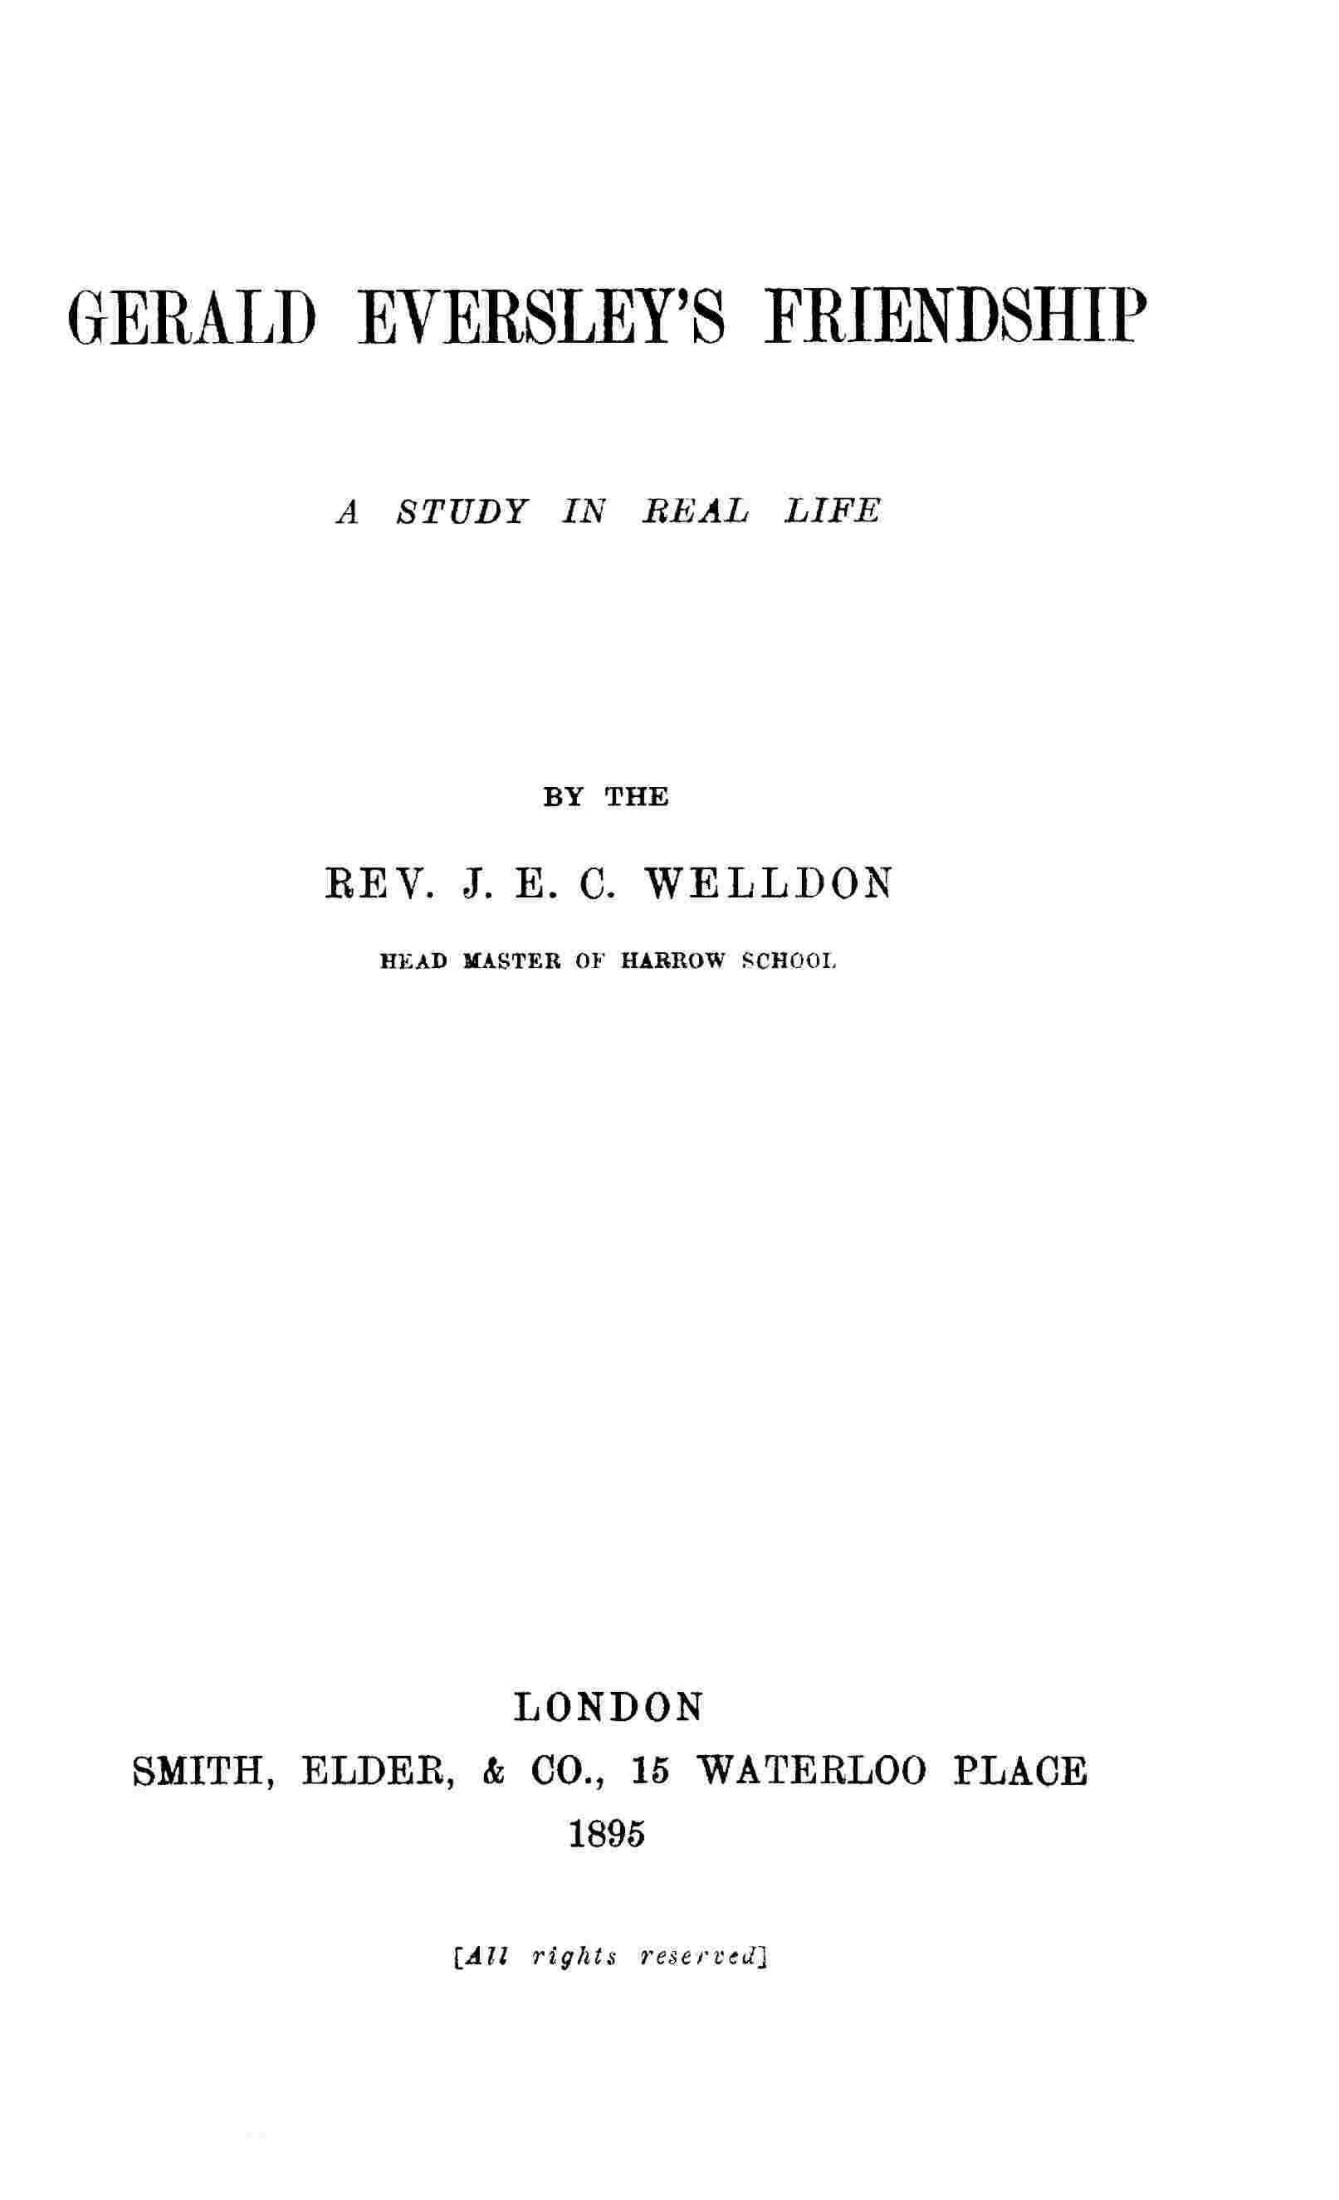 GERALD EVERSLEY'S FRIENDSHIP
A STUDY IN REAL LIFE
BY THE
REV. J. E. C. WELLDON
HEAD MASTER OF HARROW SCHOOL
LONDON
SMITH, ELDER, & CO., 15 WATERLOO PLACE
1895
[All rights reserved]